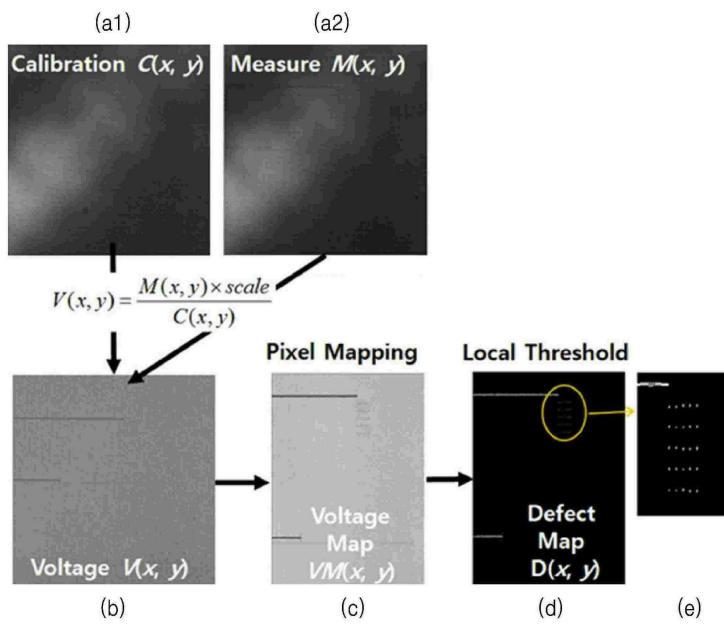 (a1) (a2)
Calibration C(x, y) Measure M(x, y)
V(x, y) = M(x, y) × scale / C(x, y)
Pixel Mapping Local Threshold
Voltage V(x, y)
Voltage
Map
VM(x, y)
Defect
Map
D(x, y)
(b) (c) (d) (e)